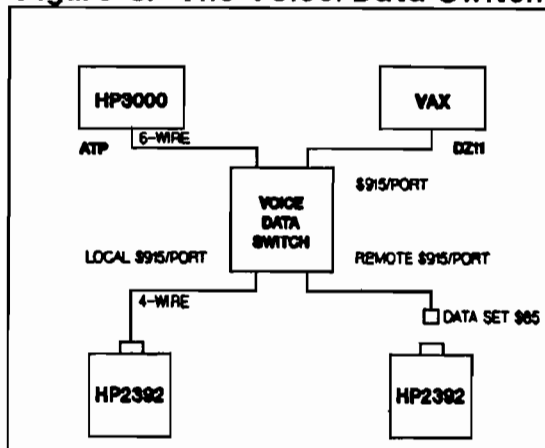 HP3000
VAX
ATP
6-WIRE
DZ11
$915/PORT
VOICE
DATA
SWITCH
LOCAL $915/PORT
REMOTE $915/PORT
4-WIRE
DATA SET $65
HP2392
HP2392